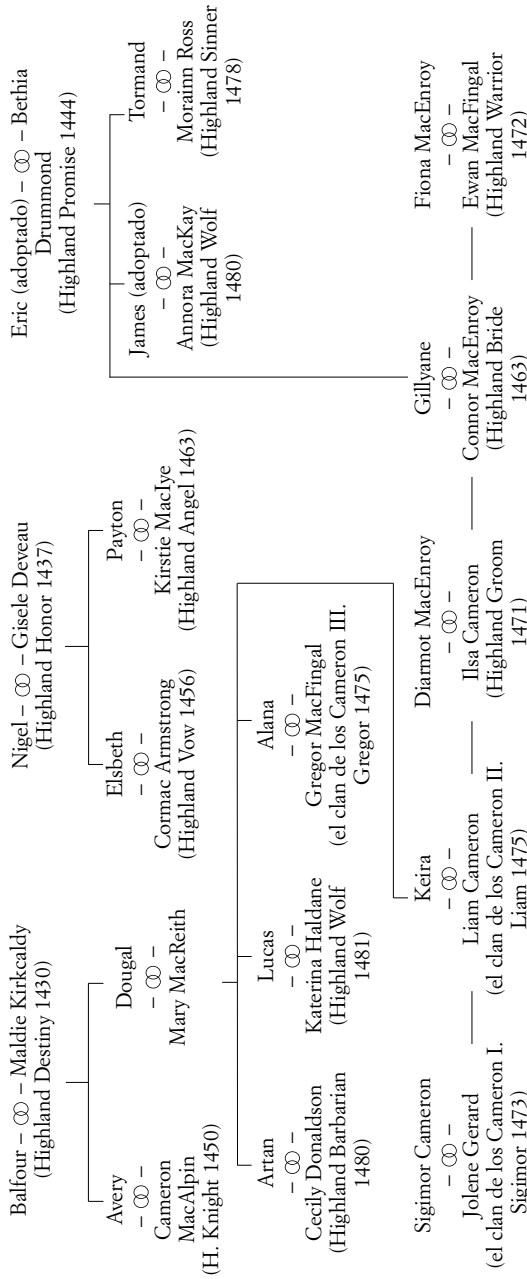 Balfour – – Maldie Kirkcaldy
(Highland Destiny 1430)
Nigel – – Gisele Deveau
(Highland Honor 1437)
Eric (adoptado) – – Bethia
Drummond
(Highland Promise 1444)
Avery
– –
Cameron
MacAlpin
(H. Knight 1450)
Dougal
– –
Mary MacReith
Elsbeth
– –
Cormac Armstrong
(Highland Vow 1456)
Payton
– –
Kirstie MacIye
(Highland Angel 1463)
James (adoptado)
– –
Annora MacKay
(Highland Wolf
1480)
Tormand
– –
Morainn Ross
(Highland Sinner
1478)
Artan
– –
Cecily Donaldson
(Highland Barbarian
1480)
Lucas
– –
Katerina Haldane
(Highland Wolf
1481)
Alana
– –
Gregor MacFingal
(el clan de los Cameron III.
Gregor 1475)
Sigimor Cameron
– –
Jolene Gerard
(el clan de los Cameron I.
Sigimor 1473)
Keira
– –
Liam Cameron
(el clan de los Cameron II.
Liam 1475)
Diarmot MacEnroy
– –
Ilsa Cameron
(Highland Groom
1471)
Gillyane
– –
Connor MacEnroy
(Highland Bride
1463)
Fiona MacEnroy
– –
Ewan MacFingal
(Highland Warrior
1472)